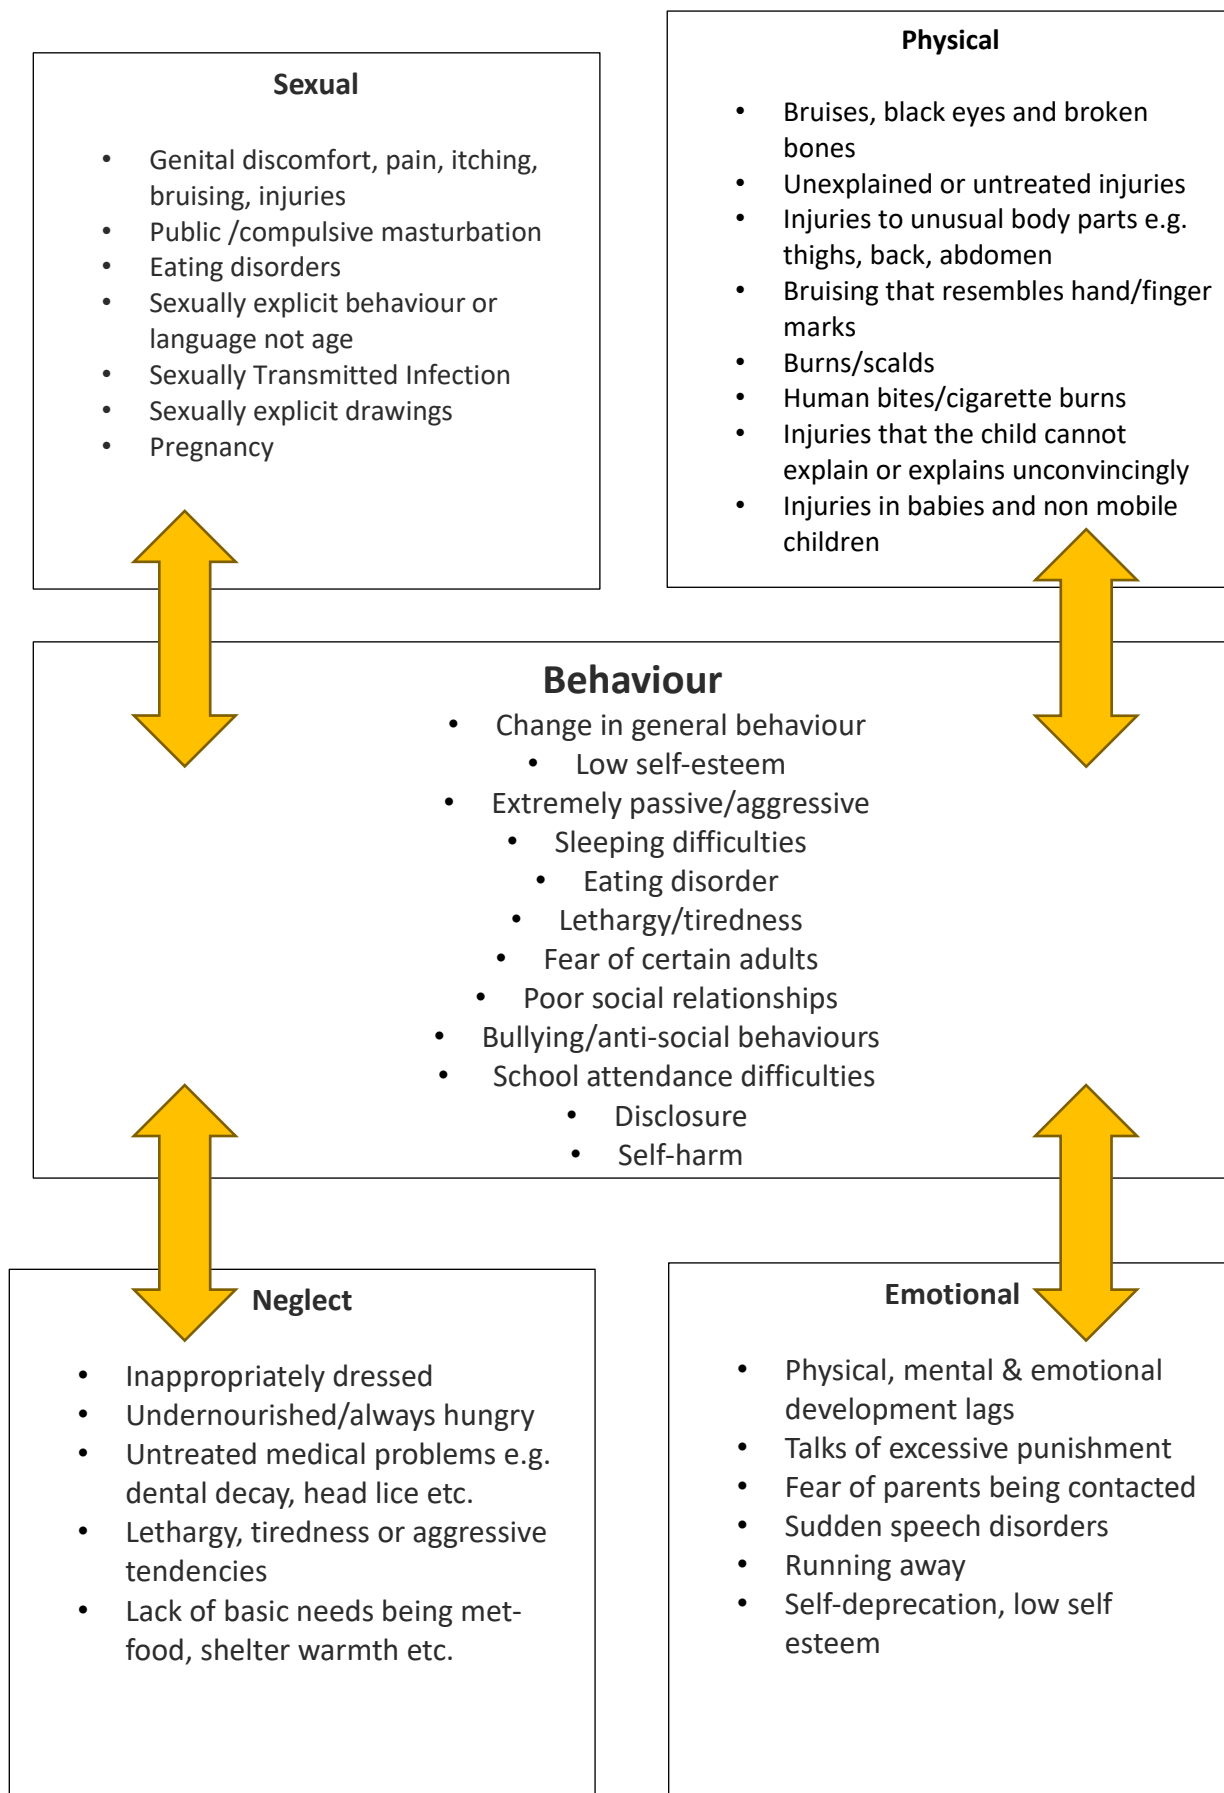 Sexual
• Genital discomfort, pain, itching,
bruising, injuries
• Public /compulsive masturbation
• Eating disorders
• Sexually explicit behaviour or
language not age
• Sexually Transmitted Infection
• Sexually explicit drawings
• Pregnancy
Physical
• Bruises, black eyes and broken
bones
• Unexplained or untreated injuries
• Injuries to unusual body parts e.g.
thighs, back, abdomen
• Bruising that resembles hand/finger
marks
• Burns/scalds
• Human bites/cigarette burns
• Injuries that the child cannot
explain or explains unconvincingly
• Injuries in babies and non mobile
children
Behaviour
• Change in general behaviour
• Low self-esteem
• Extremely passive/aggressive
• Sleeping difficulties
• Eating disorder
• Lethargy/tiredness
• Fear of certain adults
• Poor social relationships
• Bullying/anti-social behaviours
• School attendance difficulties
• Disclosure
• Self-harm
Neglect
• Inappropriately dressed
• Undernourished/always hungry
• Untreated medical problems e.g.
dental decay, head lice etc.
• Lethargy, tiredness or aggressive
tendencies
• Lack of basic needs being met-
food, shelter warmth etc.
Emotional
• Physical, mental & emotional
development lags
• Talks of excessive punishment
• Fear of parents being contacted
• Sudden speech disorders
• Running away
• Self-deprecation, low self
esteem